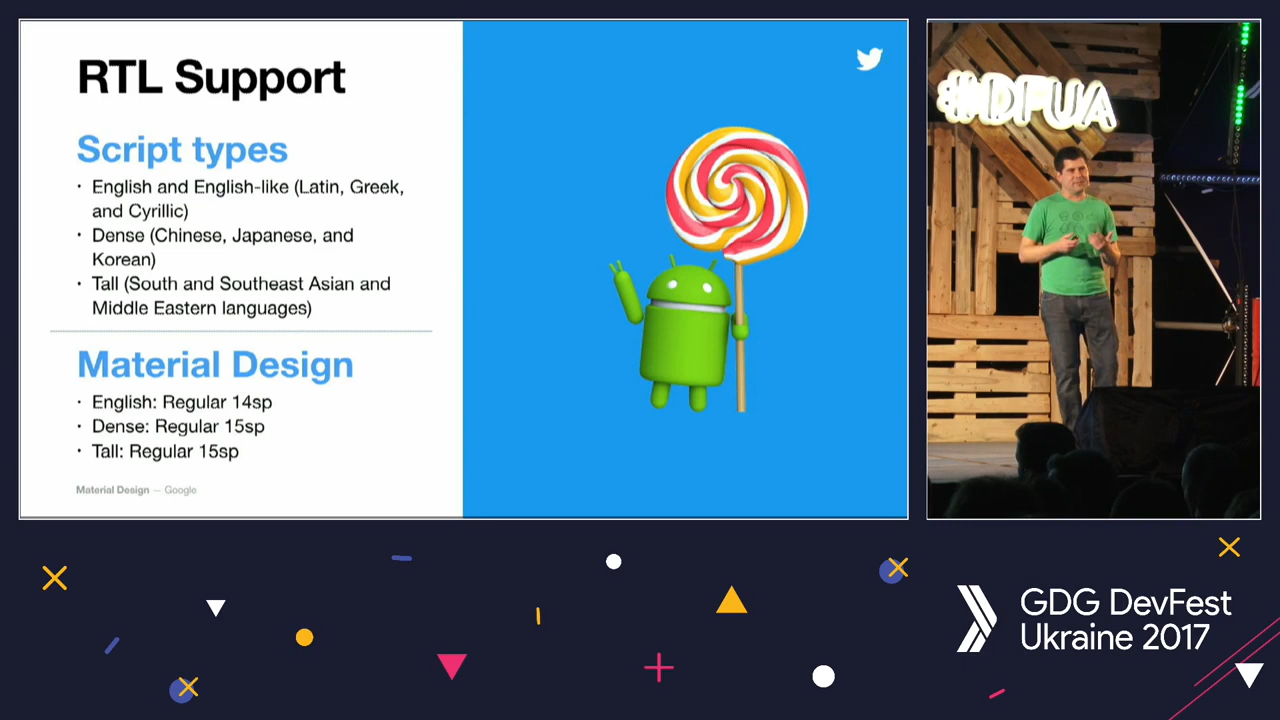 RTL Support
Script types
• English and English-like (Latin, Greek,
and Cyrillic)
• Dense (Chinese, Japanese, and
Korean)
• Tall (South and Southeast Asian and
Middle Eastern languages)
Material Design
• English: Regular 14sp
• Dense: Regular 15sp
• Tall: Regular 15sp
Material Design — Google
#DFUA
GDG DevFest
Ukraine 2017